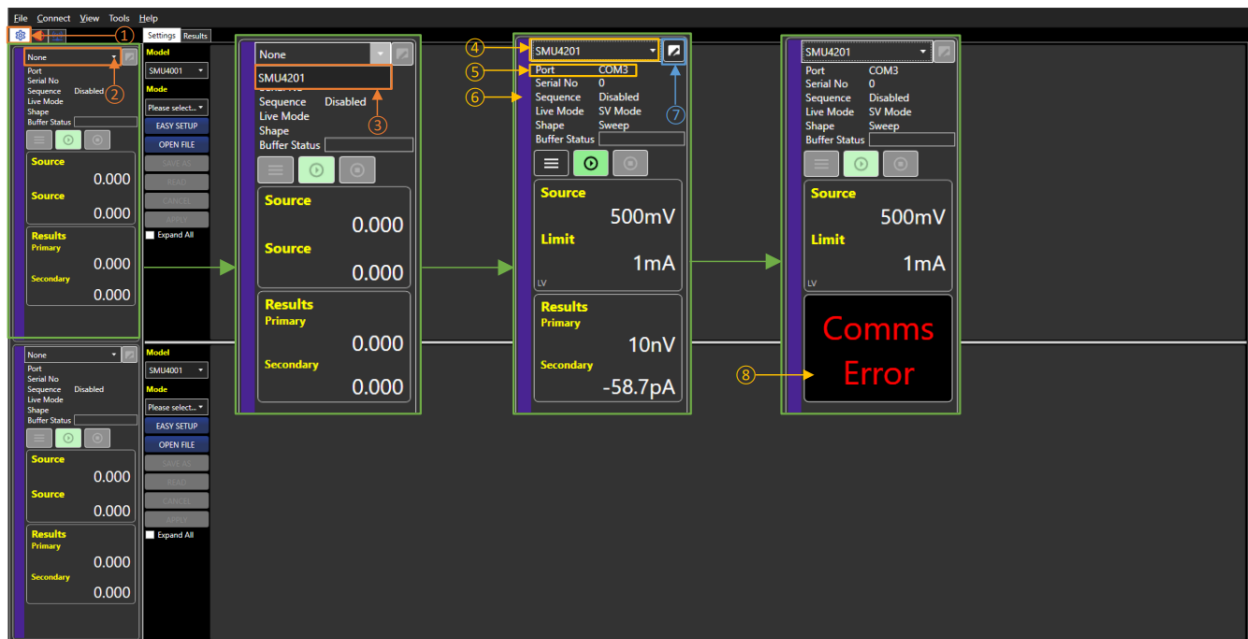 File Connect View Tools Help
① Settings Results
None
②
Port
Serial No
Sequence Disabled
Live Mode
Shape
Buffer Status
Source
0.000
Source
0.000
Results
Primary
0.000
Secondary
0.000
Model
SMU4001
Mode
Please select...
EASY SETUP
OPEN FILE
SAVE AS
READ
CANCEL
APPLY
Expand All
None
SMU4201
③
Sequence Disabled
Live Mode
Shape
Buffer Status
Source
0.000
Source
0.000
Results
Primary
0.000
Secondary
0.000
④ SMU4201
⑤ Port COM3
Serial No 0
⑥ Sequence Disabled
⑦
Live Mode SV Mode
Shape Sweep
Buffer Status
Source
500mV
Limit
1mA
LV
Results
Primary
10nV
Secondary
-58.7pA
SMU4201
Port COM3
Serial No 0
Sequence Disabled
Live Mode SV Mode
Shape Sweep
Buffer Status
Source
500mV
Limit
1mA
LV
Comms
Error
⑧
None
Port
Serial No
Sequence Disabled
Live Mode
Shape
Buffer Status
Source
0.000
Source
0.000
Results
Primary
0.000
Secondary
0.000
Model
SMU4001
Mode
Please select...
EASY SETUP
OPEN FILE
SAVE AS
READ
CANCEL
APPLY
Expand All